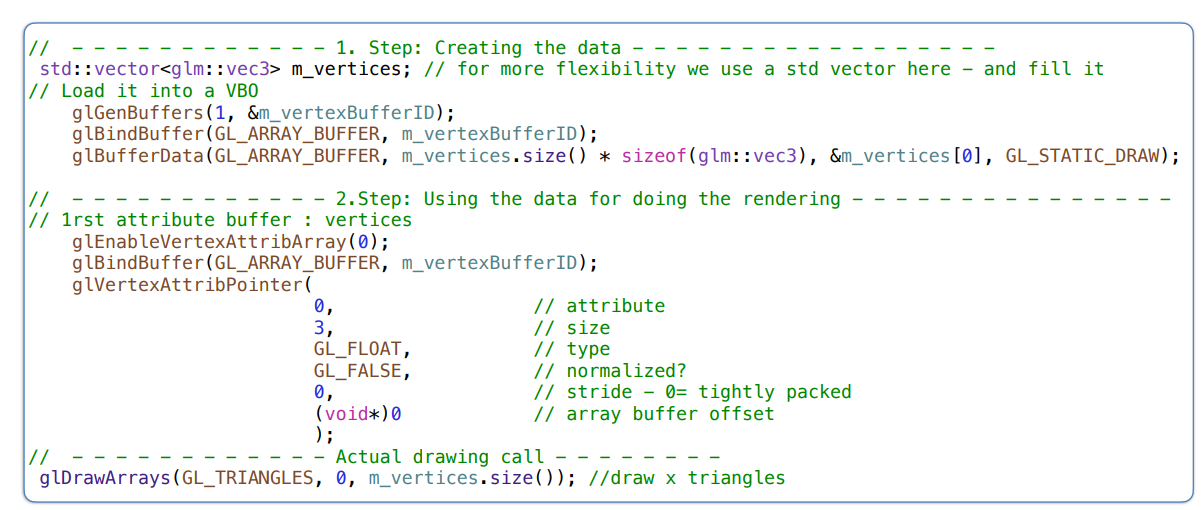 //  - - - - - - - - - - - - 1. Step: Creating the data - - - - - - - - - - - - - - - - -
std::vector<glm::vec3> m_vertices; // for more flexibility we use a std vector here - and fill it
// Load it into a VBO
glGenBuffers(1, &m_vertexBufferID);
glBindBuffer(GL_ARRAY_BUFFER, m_vertexBufferID);
glBufferData(GL_ARRAY_BUFFER, m_vertices.size() * sizeof(glm::vec3), &m_vertices[0], GL_STATIC_DRAW);
//  - - - - - - - - - - - - 2.Step: Using the data for doing the rendering - - - - - - - - - - - - - - -
// 1rst attribute buffer : vertices
glEnableVertexAttribArray(0);
glBindBuffer(GL_ARRAY_BUFFER, m_vertexBufferID);
glVertexAttribPointer(
0, // attribute
3, // size
GL_FLOAT, // type
GL_FALSE, // normalized?
0, // stride - 0= tightly packed
(void*)0 // array buffer offset
);
//  - - - - - - - - - - - - Actual drawing call - - - - - - - -
glDrawArrays(GL_TRIANGLES, 0, m_vertices.size()); //draw x triangles